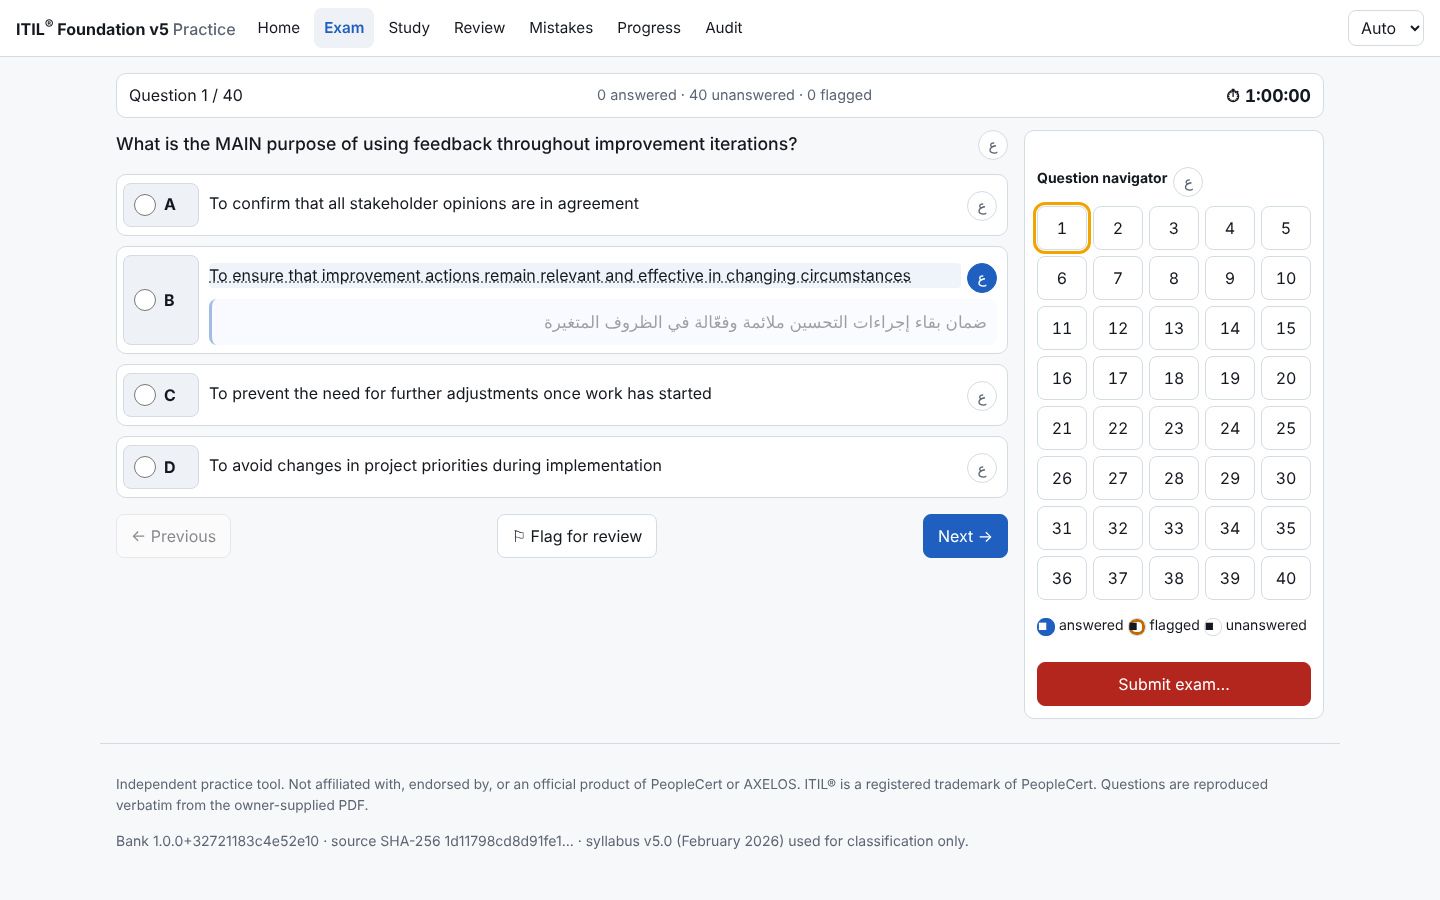 ITIL® Foundation v5 Practice Home Exam Study Review Mistakes Progress Audit Auto
Question 1 / 40 0 answered · 40 unanswered · 0 flagged ⏱ 1:00:00
What is the MAIN purpose of using feedback throughout improvement iterations? ع
A To confirm that all stakeholder opinions are in agreement ع
B To ensure that improvement actions remain relevant and effective in changing circumstances ع
ضمان بقاء إجراءات التحسين ملائمة وفعّالة في الظروف المتغيرة
C To prevent the need for further adjustments once work has started ع
D To avoid changes in project priorities during implementation ع
← Previous ⚐ Flag for review Next →
Question navigator ع
1 2 3 4 5
6 7 8 9 10
11 12 13 14 15
16 17 18 19 20
21 22 23 24 25
26 27 28 29 30
31 32 33 34 35
36 37 38 39 40
answered flagged unanswered
Submit exam...
Independent practice tool. Not affiliated with, endorsed by, or an official product of PeopleCert or AXELOS. ITIL® is a registered trademark of PeopleCert. Questions are reproduced
verbatim from the owner-supplied PDF.
Bank 1.0.0+32721183c4e52e10 · source SHA-256 1d11798cd8d91fe1... · syllabus v5.0 (February 2026) used for classification only.